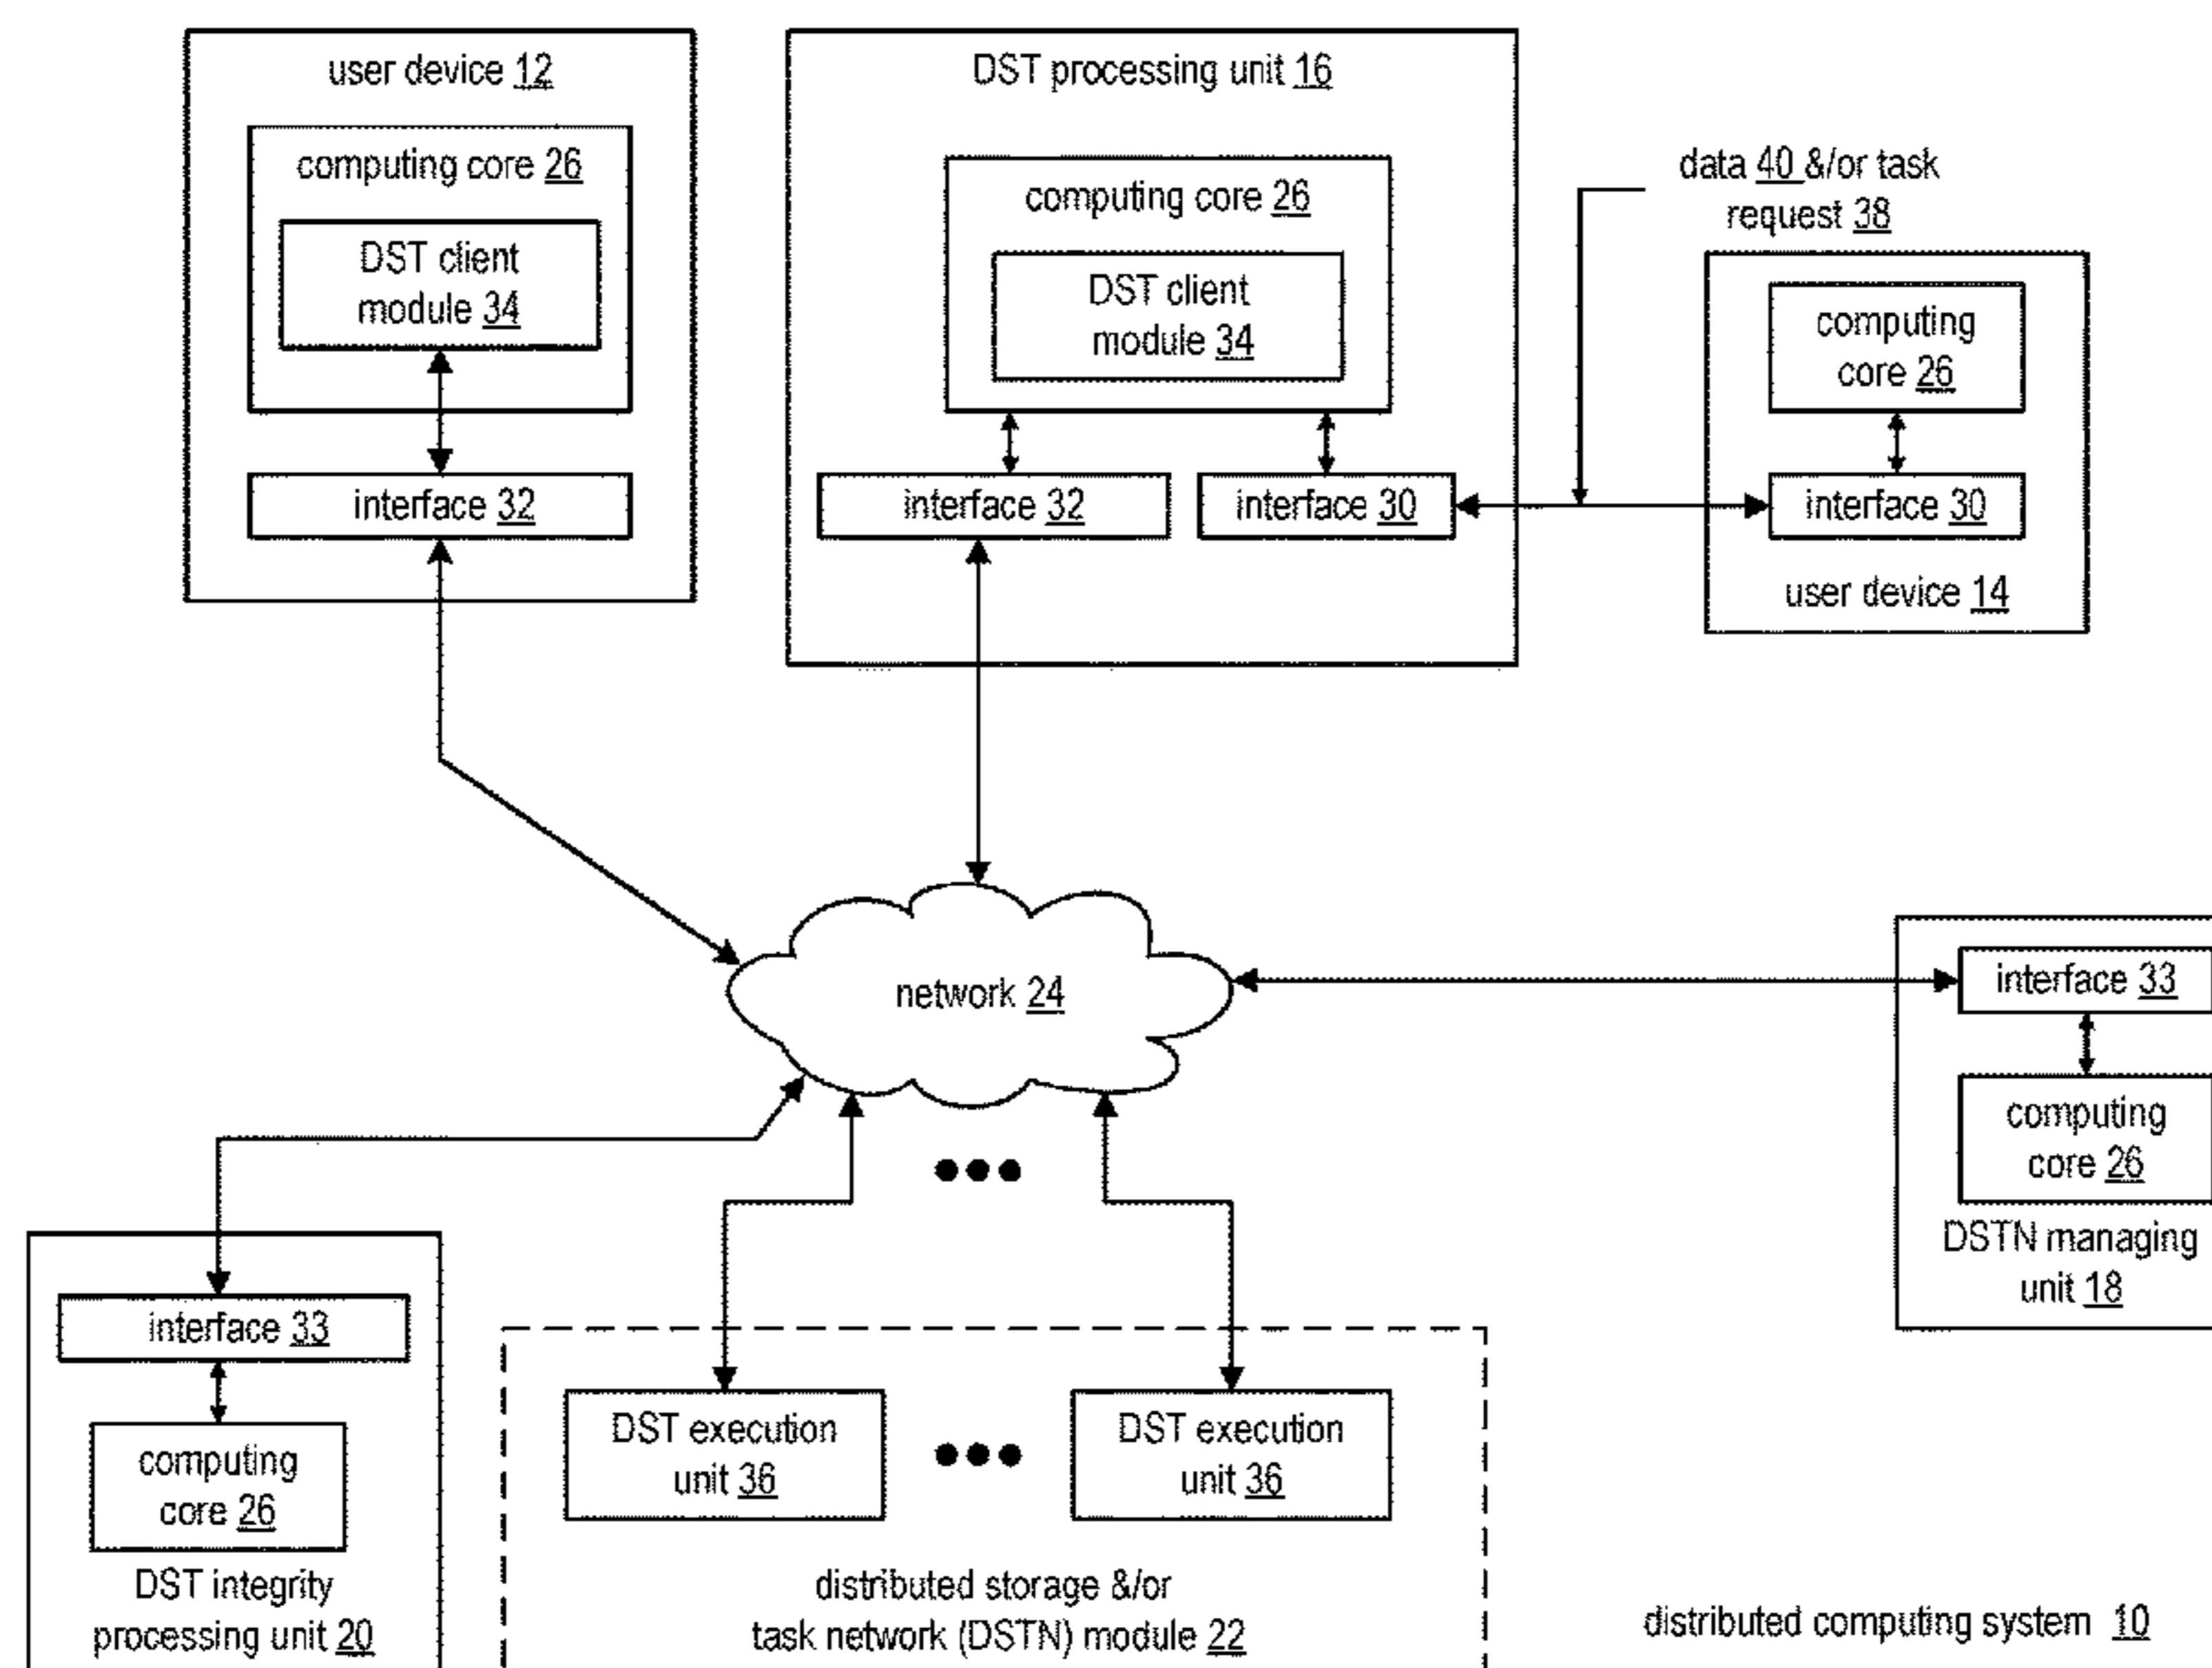 user device 12
computing core 26
DST client
module 34
interface 32
DST processing unit 16
computing core 26
DST client
module 34
interface 32
interface 30
data 40 &/or task
request 38
computing
core 26
interface 30
user device 14
network 24
interface 33
computing
core 26
DSTN managing
unit 18
interface 33
computing
core 26
DST integrity
processing unit 20
DST execution
unit 36
DST execution
unit 36
distributed storage &/or
task network (DSTN) module 22
distributed computing system 10